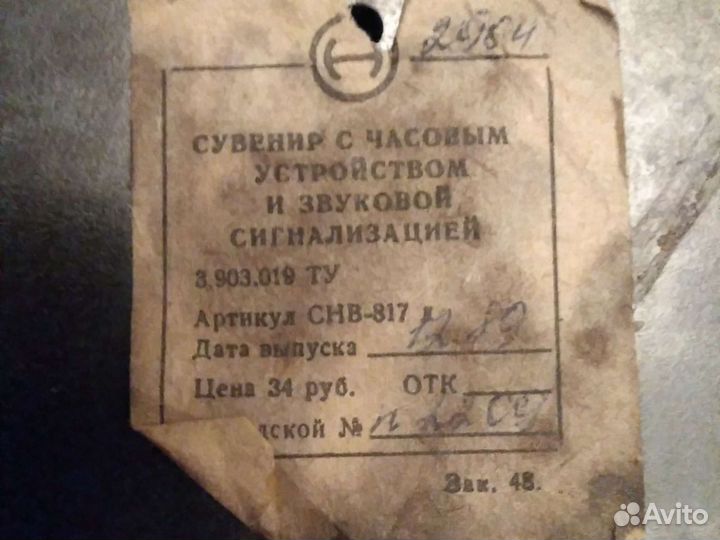 СУВЕНИР С ЧАСОВЫМ
УСТРОЙСТВОМ
И ЗВУКОВОЙ
СИГНАЛИЗАЦИЕЙ
3.903.019 ТУ
Артикул СНВ-817
Дата выпуска 12 89
Цена 34 руб. ОТК
дской №
Зак. 48.
Avito